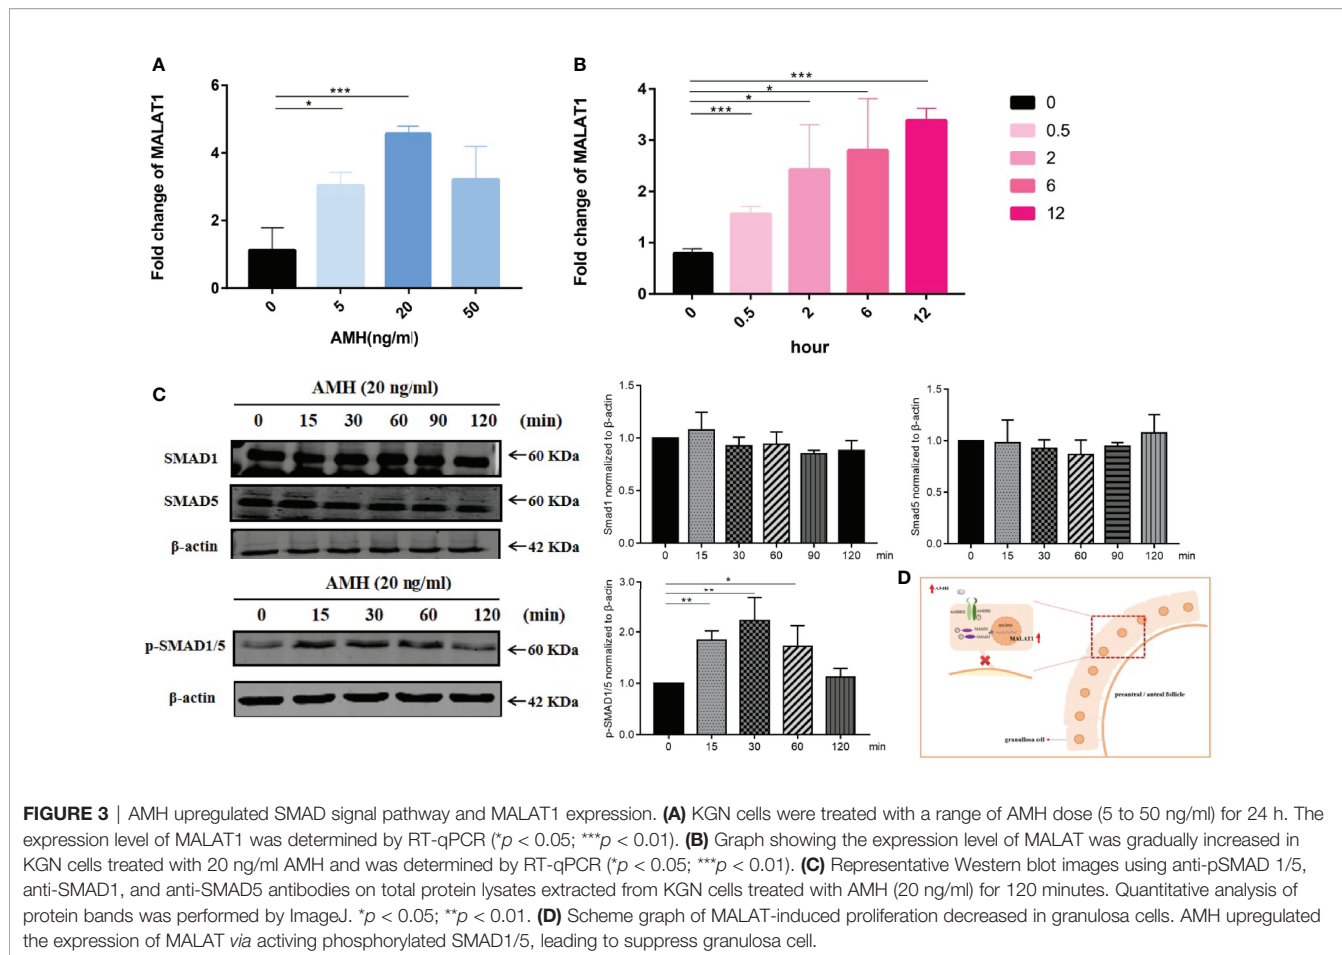 A
6
4
2
0
Fold change of MALAT1
***
*
0
5
20
50
AMH(ng/ml)
B
4
3
2
1
0
Fold change of MALAT1
***
*
*
***
0
0.5
2
6
12
hour
0
0.5
2
6
12
C
AMH (20 ng/ml)
0 15 30 60 90 120 (min)
SMAD1 ←60 KDa
SMAD5 ←60 KDa
β-actin ←42 KDa
AMH (20 ng/ml)
0 15 30 60 120 (min)
p-SMAD1/5 ←60 KDa
β-actin ←42 KDa
1.5
1.0
0.5
0.0
Smad1 normalized to β-actin
0 15 30 60 90 120 min
1.5
1.0
0.5
0.0
Smad5 normalized to β-actin
0 15 30 60 90 120 min
3.0
2.0
1.0
0.0
p-SMAD1/5 normalized to β-actin
*
**
**
0 15 30 60 120 min
D
AMH
MALAT1
preantral / antral follicle
granullosa cell
FIGURE 3 | AMH upregulated SMAD signal pathway and MALAT1 expression. (A) KGN cells were treated with a range of AMH dose (5 to 50 ng/ml) for 24 h. The
expression level of MALAT1 was determined by RT-qPCR (*p < 0.05; ***p < 0.01). (B) Graph showing the expression level of MALAT was gradually increased in
KGN cells treated with 20 ng/ml AMH and was determined by RT-qPCR (*p < 0.05; ***p < 0.01). (C) Representative Western blot images using anti-pSMAD 1/5,
anti-SMAD1, and anti-SMAD5 antibodies on total protein lysates extracted from KGN cells treated with AMH (20 ng/ml) for 120 minutes. Quantitative analysis of
protein bands was performed by ImageJ. *p < 0.05; **p < 0.01. (D) Scheme graph of MALAT-induced proliferation decreased in granulosa cells. AMH upregulated
the expression of MALAT via activing phosphorylated SMAD1/5, leading to suppress granulosa cell.